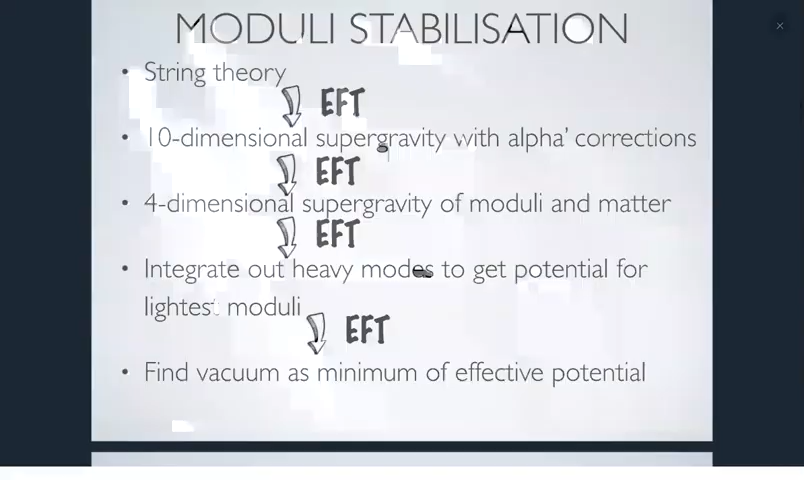 MODULI STABILISATION
• String theory
EFT
• 10-dimensional supergravity with alpha' corrections
EFT
• 4-dimensional supergravity of moduli and matter
EFT
• Integrate out heavy modes to get potential for
lightest moduli
EFT
• Find vacuum as minimum of effective potential